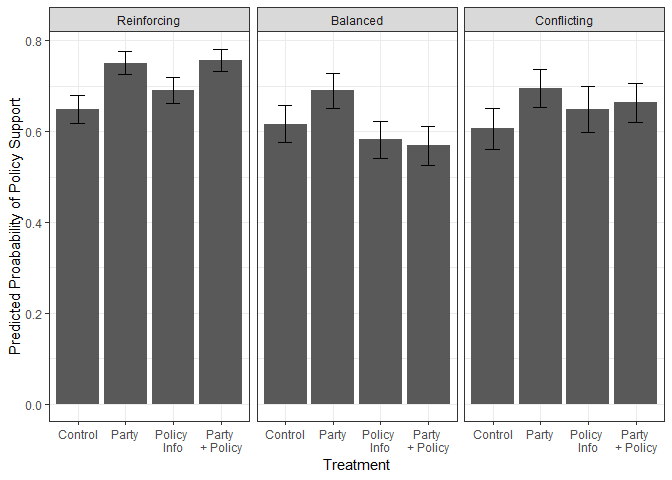 Reinforcing Balanced Conflicting
Predicted Proabability of Policy Support
0.8
0.6
0.4
0.2
0.0
Control Party Policy Info Party + Policy Control Party Policy Info Party + Policy Control Party Policy Info Party + Policy
Treatment